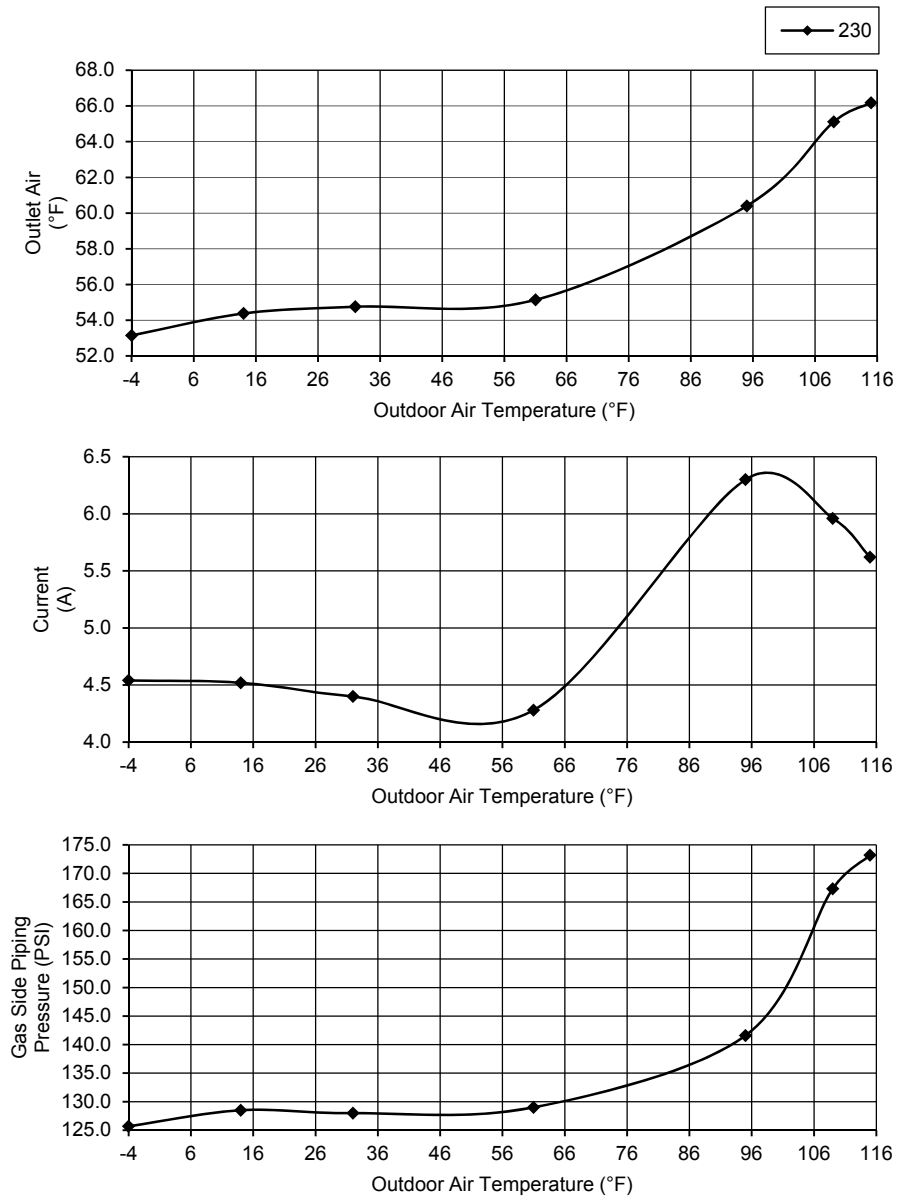 230
68.0
66.0
64.0
62.0
60.0
58.0
56.0
54.0
52.0
Outlet Air
(°F)
-4 6 16 26 36 46 56 66 76 86 96 106 116
Outdoor Air Temperature (°F)
6.5
6.0
5.5
5.0
4.5
4.0
Current
(A)
-4 6 16 26 36 46 56 66 76 86 96 106 116
Outdoor Air Temperature (°F)
175.0
170.0
165.0
160.0
155.0
150.0
145.0
140.0
135.0
130.0
125.0
Gas Side Piping
Pressure (PSI)
-4 6 16 26 36 46 56 66 76 86 96 106 116
Outdoor Air Temperature (°F)